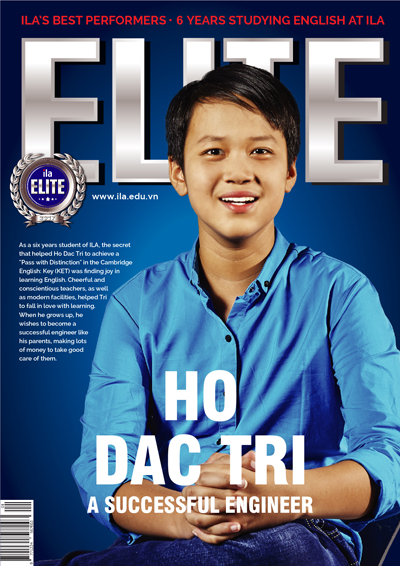 ILA'S BEST PERFORMERS • 6 YEARS STUDYING ENGLISH AT ILA
ELITE
ila
ELITE
www.ila.edu.vn
As a six years student of ILA, the secret
that helped Ho Dac Tri to achieve a
"Pass with Distinction" in the Cambridge
English: Key (KET) was finding joy in
learning English. Cheerful and
conscientious teachers, as well
as modern facilities, helped Tri
to fall in love with learning.
When he grows up, he
wishes to become a
successful engineer like
his parents, making lots
of money to take good
care of them.
HO
DAC TRI
A SUCCESSFUL ENGINEER